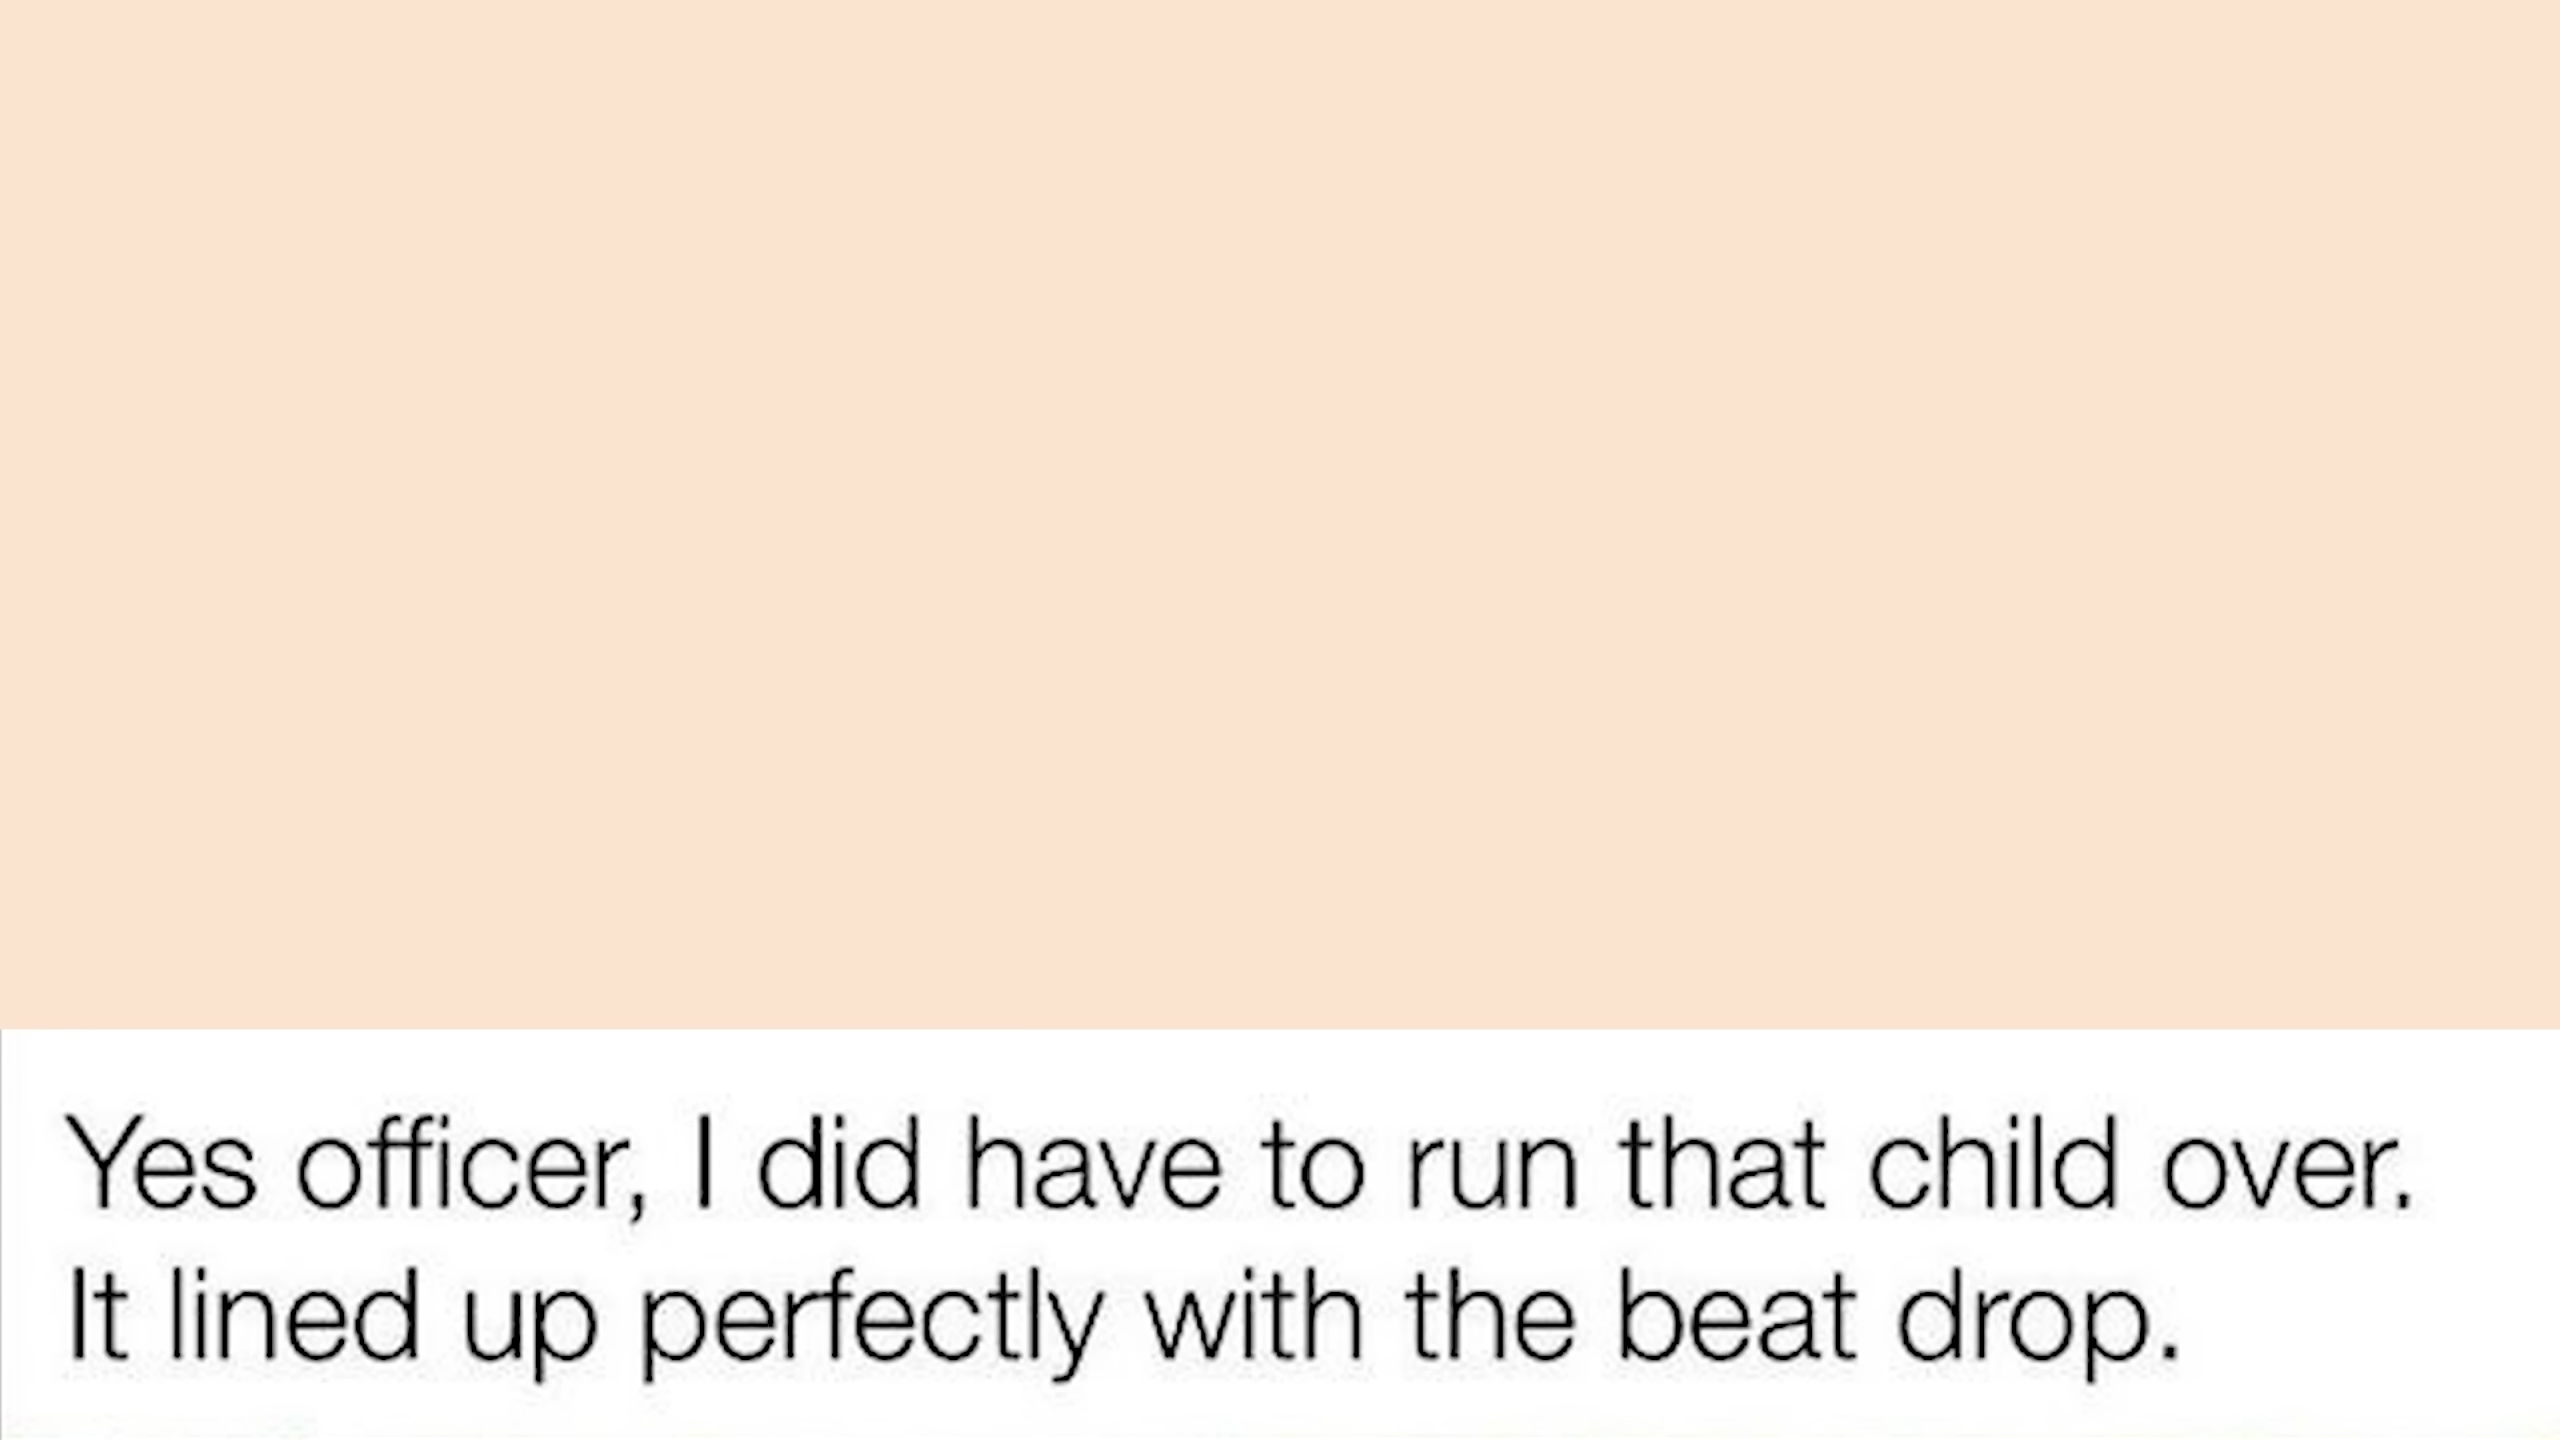 Yes officer, I did have to run that child over.
It lined up perfectly with the beat drop.